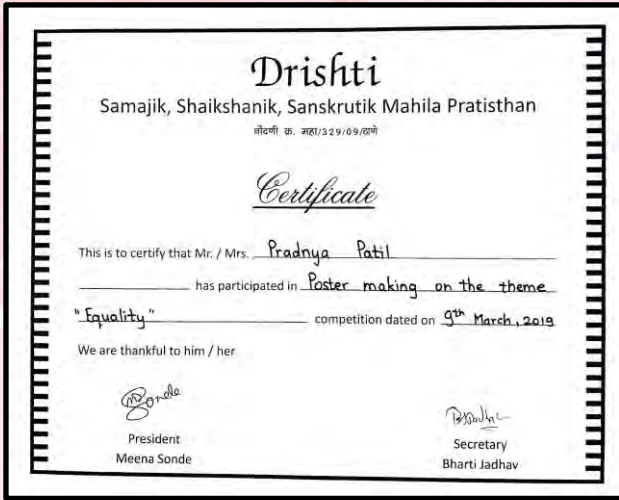 Drishti
Samajik, Shaikshanik, Sanskrutik Mahila Pratisthan
नोंदणी क्र. महा/329/09/ठाणे
Certificate
This is to certify that Mr. / Mrs. Pradnya Patil
has participated in Poster making on the theme
"Equality" competition dated on 9th March, 2019
We are thankful to him / her
President
Meena Sonde
Secretary
Bharti Jadhav